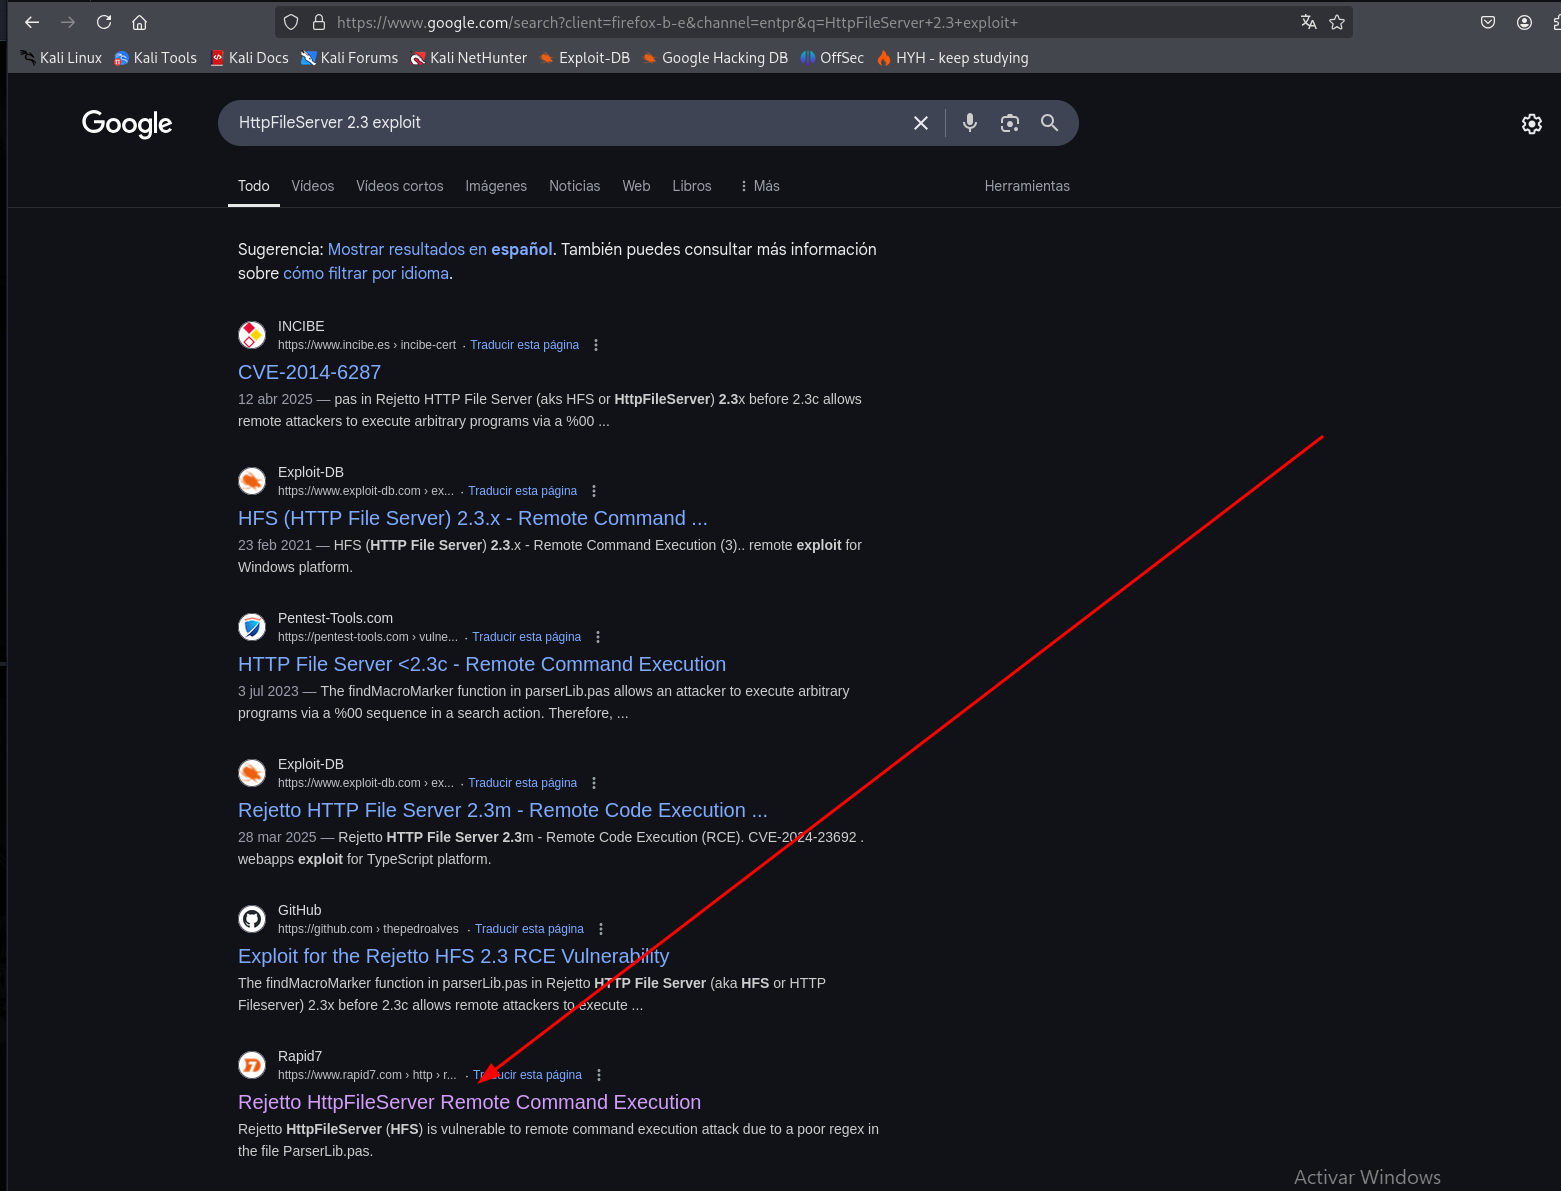 https://www.google.com/search?client=firefox-b-e&channel=entpr&q=HttpFileServer+2.3+exploit+
Kali Linux Kali Tools Kali Docs Kali Forums Kali NetHunter Exploit-DB Google Hacking DB OffSec HYH - keep studying
Google HttpFileServer 2.3 exploit
Todo Vídeos Vídeos cortos Imágenes Noticias Web Libros Más Herramientas
Sugerencia: Mostrar resultados en español. También puedes consultar más información
sobre cómo filtrar por idioma.
INCIBE
https://www.incibe.es › incibe-cert · Traducir esta página
CVE-2014-6287
12 abr 2025 — pas in Rejetto HTTP File Server (aks HFS or HttpFileServer) 2.3x before 2.3c allows
remote attackers to execute arbitrary programs via a %00 ...
Exploit-DB
https://www.exploit-db.com › ex... · Traducir esta página
HFS (HTTP File Server) 2.3.x - Remote Command ...
23 feb 2021 — HFS (HTTP File Server) 2.3.x - Remote Command Execution (3).. remote exploit for
Windows platform.
Pentest-Tools.com
https://pentest-tools.com › vulne... · Traducir esta página
HTTP File Server <2.3c - Remote Command Execution
3 jul 2023 — The findMacroMarker function in parserLib.pas allows an attacker to execute arbitrary
programs via a %00 sequence in a search action. Therefore, ...
Exploit-DB
https://www.exploit-db.com › ex... · Traducir esta página
Rejetto HTTP File Server 2.3m - Remote Code Execution ...
28 mar 2025 — Rejetto HTTP File Server 2.3m - Remote Code Execution (RCE). CVE-2024-23692 .
webapps exploit for TypeScript platform.
GitHub
https://github.com › thepedroalves · Traducir esta página
Exploit for the Rejetto HFS 2.3 RCE Vulnerability
The findMacroMarker function in parserLib.pas in Rejetto HTTP File Server (aka HFS or HTTP
Fileserver) 2.3x before 2.3c allows remote attackers to execute ...
Rapid7
https://www.rapid7.com › http › r... · Traducir esta página
Rejetto HttpFileServer Remote Command Execution
Rejetto HttpFileServer (HFS) is vulnerable to remote command execution attack due to a poor regex in
the file ParserLib.pas.
Activar Windows